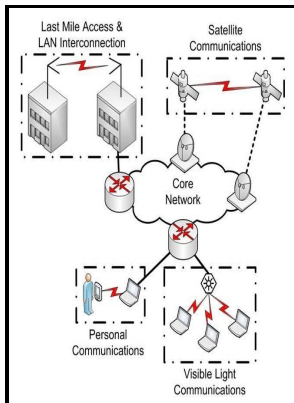 Last Mile Access &
LAN Interconnection
Satellite
Communications
Core
Network
Personal
Communications
Visible Light
Communications